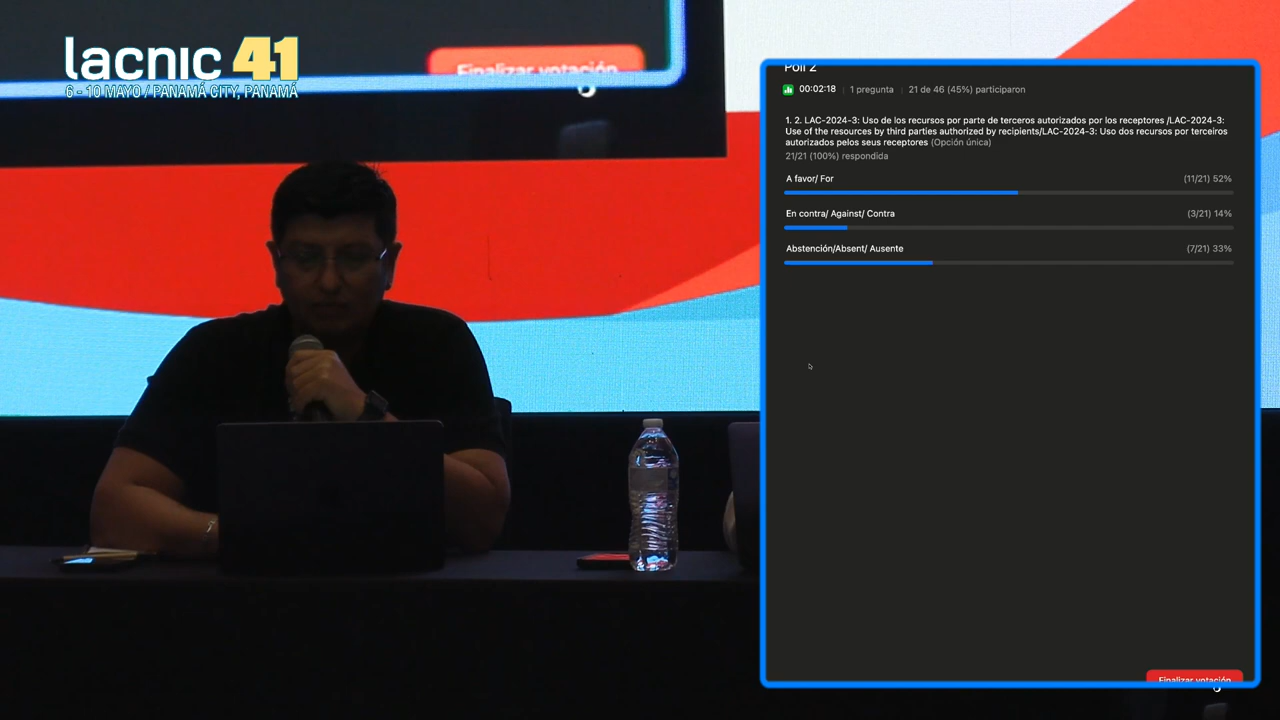 lacnic 41
6 - 10 MAYO / PANAMÁ CITY, PANAMÁ
Finalizar votación
Poll 2
00:02:18 1 pregunta 21 de 46 (45%) participaron
1. 2. LAC-2024-3: Uso de los recursos por parte de terceros autorizados por los receptores /LAC-2024-3:
Use of the resources by third parties authorized by recipients/LAC-2024-3: Uso dos recursos por terceiros
autorizados pelos seus receptores (Opción única)
21/21 (100%) respondida
A favor/ For (11/21) 52%
En contra/ Against/ Contra (3/21) 14%
Abstención/Absent/ Ausente (7/21) 33%
Finalizar votación